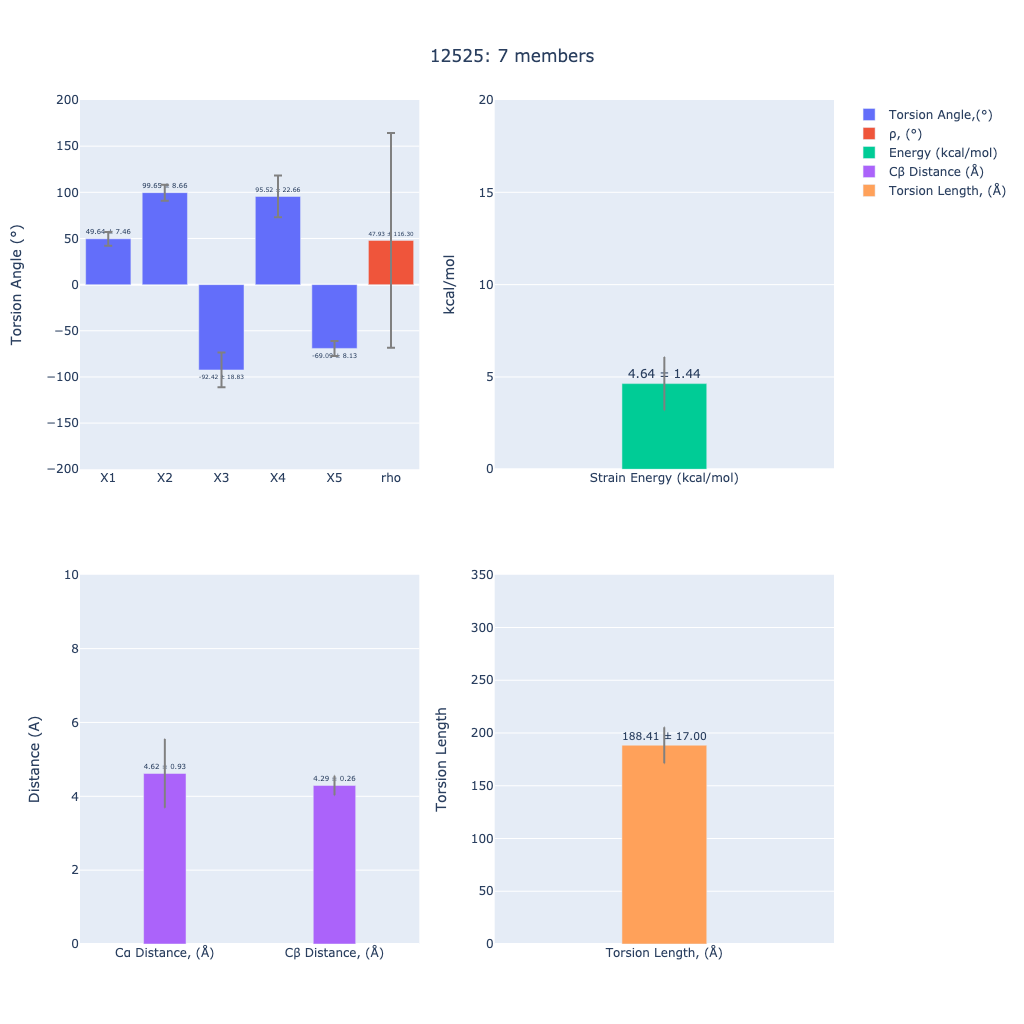 12525: 7 members
Torsion Angle (°)
200
150
100
50
0
−50
−100
−150
−200
49.64 ± 7.46
99.65 ± 8.66
-92.42 ± 18.83
95.52 ± 22.66
-69.09 ± 8.13
47.93 ± 116.30
X1 X2 X3 X4 X5 rho
kcal/mol
20
15
10
5
0
4.64 ± 1.44
Strain Energy (kcal/mol)
Torsion Angle,(°)
ρ, (°)
Energy (kcal/mol)
Cβ Distance (Å)
Torsion Length, (Å)
Distance (A)
10
8
6
4
2
0
4.62 ± 0.93
4.29 ± 0.26
Cα Distance, (Å) Cβ Distance, (Å)
Torsion Length
350
300
250
200
150
100
50
0
188.41 ± 17.00
Torsion Length, (Å)